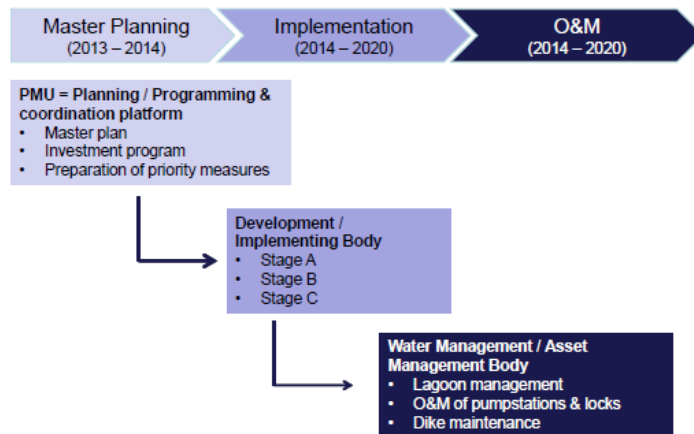 Master Planning
(2013 – 2014)
Implementation
(2014 – 2020)
O&M
(2014 – 2020)
PMU = Planning / Programming &
coordination platform
• Master plan
• Investment program
• Preparation of priority measures
Development /
Implementing Body
• Stage A
• Stage B
• Stage C
Water Management / Asset
Management Body
• Lagoon management
• O&M of pumpstations & locks
• Dike maintenance